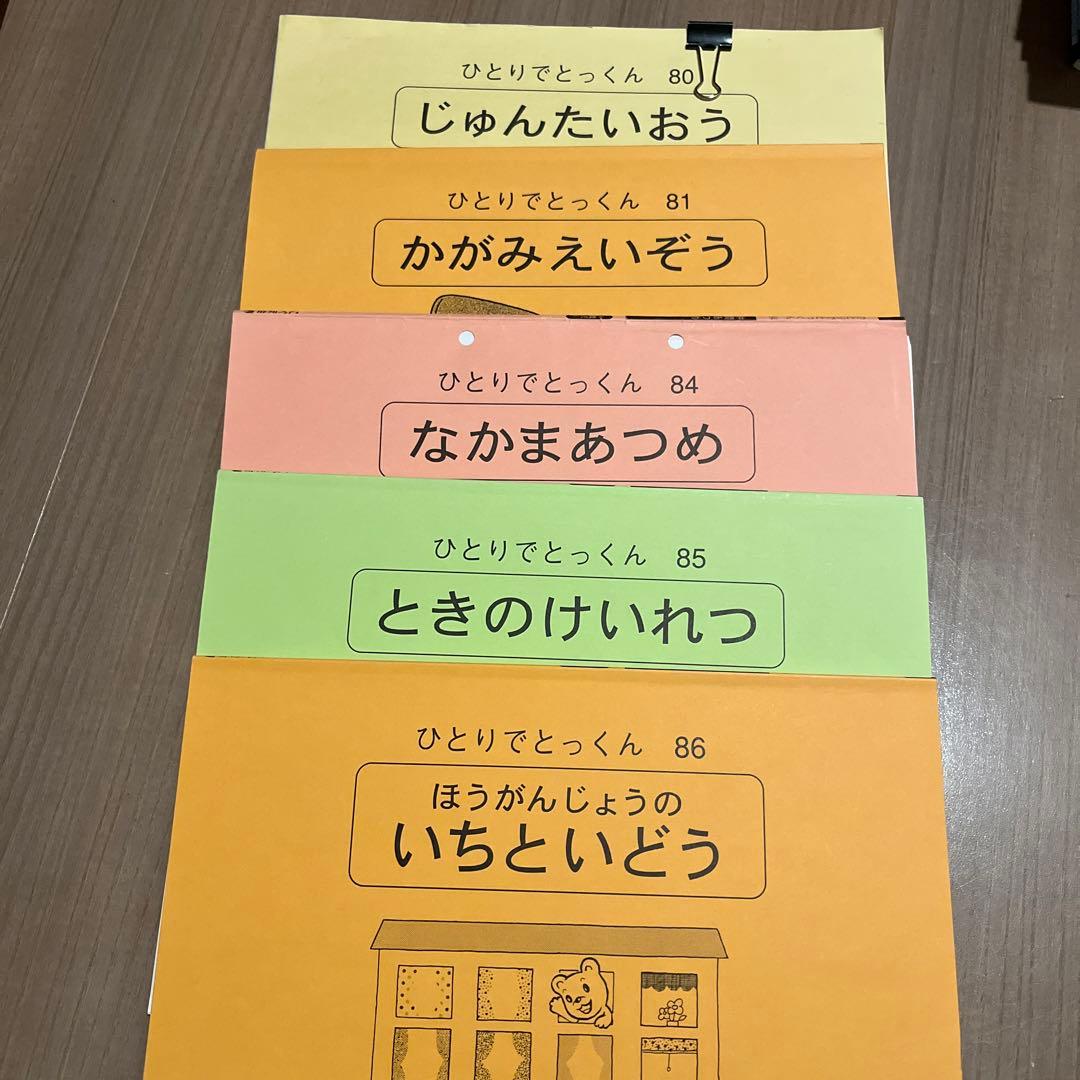 ひとりでとっくん 80
じゅんたいおう
ひとりでとっくん 81
かがみえいぞう
ひとりでとっくん 84
なかまあつめ
ひとりでとっくん 85
ときのけいれつ
ひとりでとっくん 86
ほうがんじょうの
いちといどう